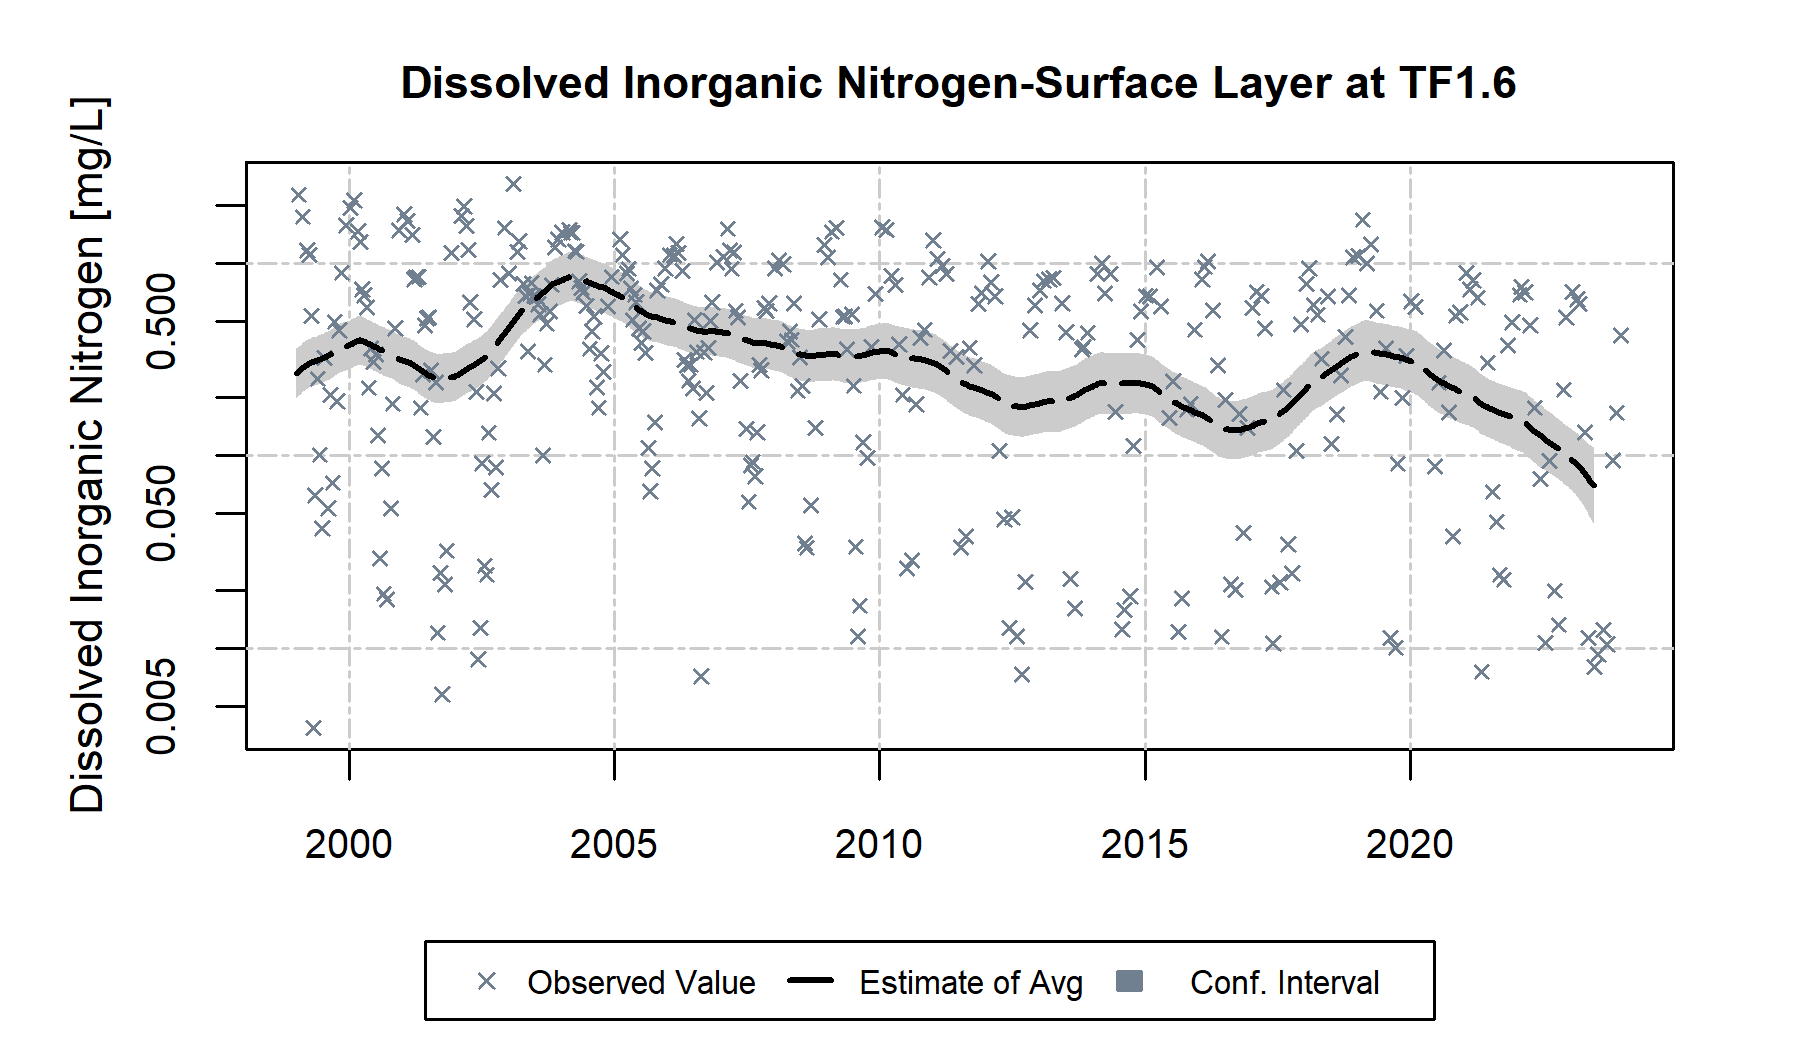 Dissolved Inorganic Nitrogen-Surface Layer at TF1.6
Dissolved Inorganic Nitrogen [mg/L]
0.500
0.050
0.005
2000 2005 2010 2015 2020
Observed Value Estimate of Avg Conf. Interval